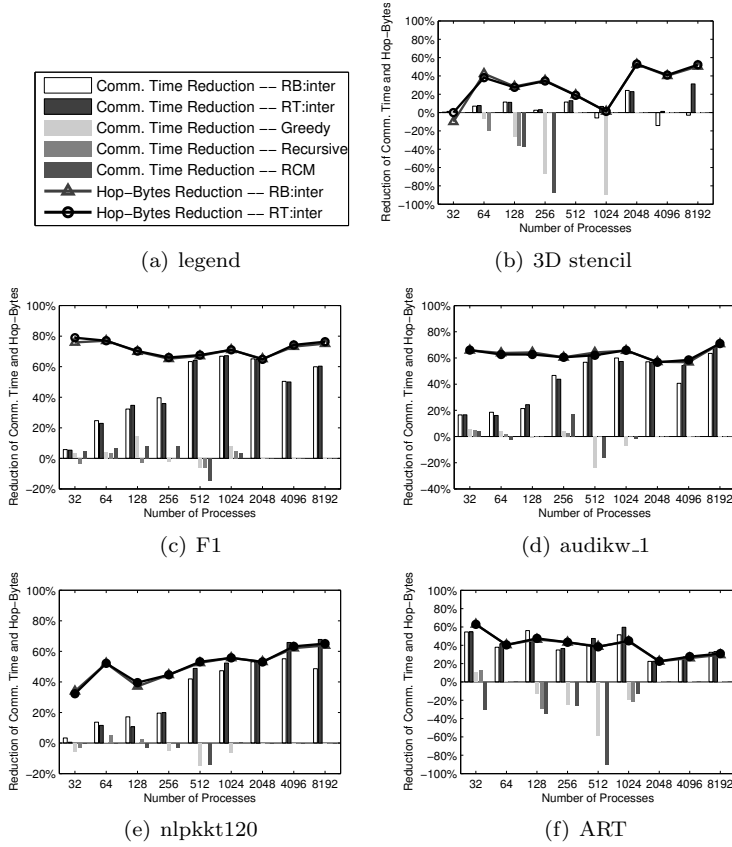 Comm. Time Reduction −− RB:inter
Comm. Time Reduction −− RT:inter
Comm. Time Reduction −− Greedy
Comm. Time Reduction −− Recursive
Comm. Time Reduction −− RCM
Hop−Bytes Reduction −− RB:inter
Hop−Bytes Reduction −− RT:inter
(a) legend
Reduction of Comm. Time and Hop−Bytes
100%
80%
60%
40%
20%
0
−20%
−40%
−60%
−80%
−100%
32 64 128 256 512 1024 2048 4096 8192
Number of Processes
(b) 3D stencil
Reduction of Comm. Time and Hop−Bytes
100%
80%
60%
40%
20%
0%
−20%
32 64 128 256 512 1024 2048 4096 8192
Number of Processes
(c) F1
Reduction of Comm. Time and Hop−Bytes
100%
80%
60%
40%
20%
0%
−20%
−40%
32 64 128 256 512 1024 2048 4096 8192
Number of Processes
(d) audikw_1
Reduction of Comm. Time and Hop−Bytes
100%
80%
60%
40%
20%
0%
−20%
32 64 128 256 512 1024 2048 4096 8192
Number of Processes
(e) nlpkkt120
Reduction of Comm. Time and Hop−Bytes
100%
80%
60%
40%
20%
0%
−20%
−40%
−60%
−80%
−100%
32 64 128 256 512 1024 2048 4096 8192
Number of Processes
(f) ART